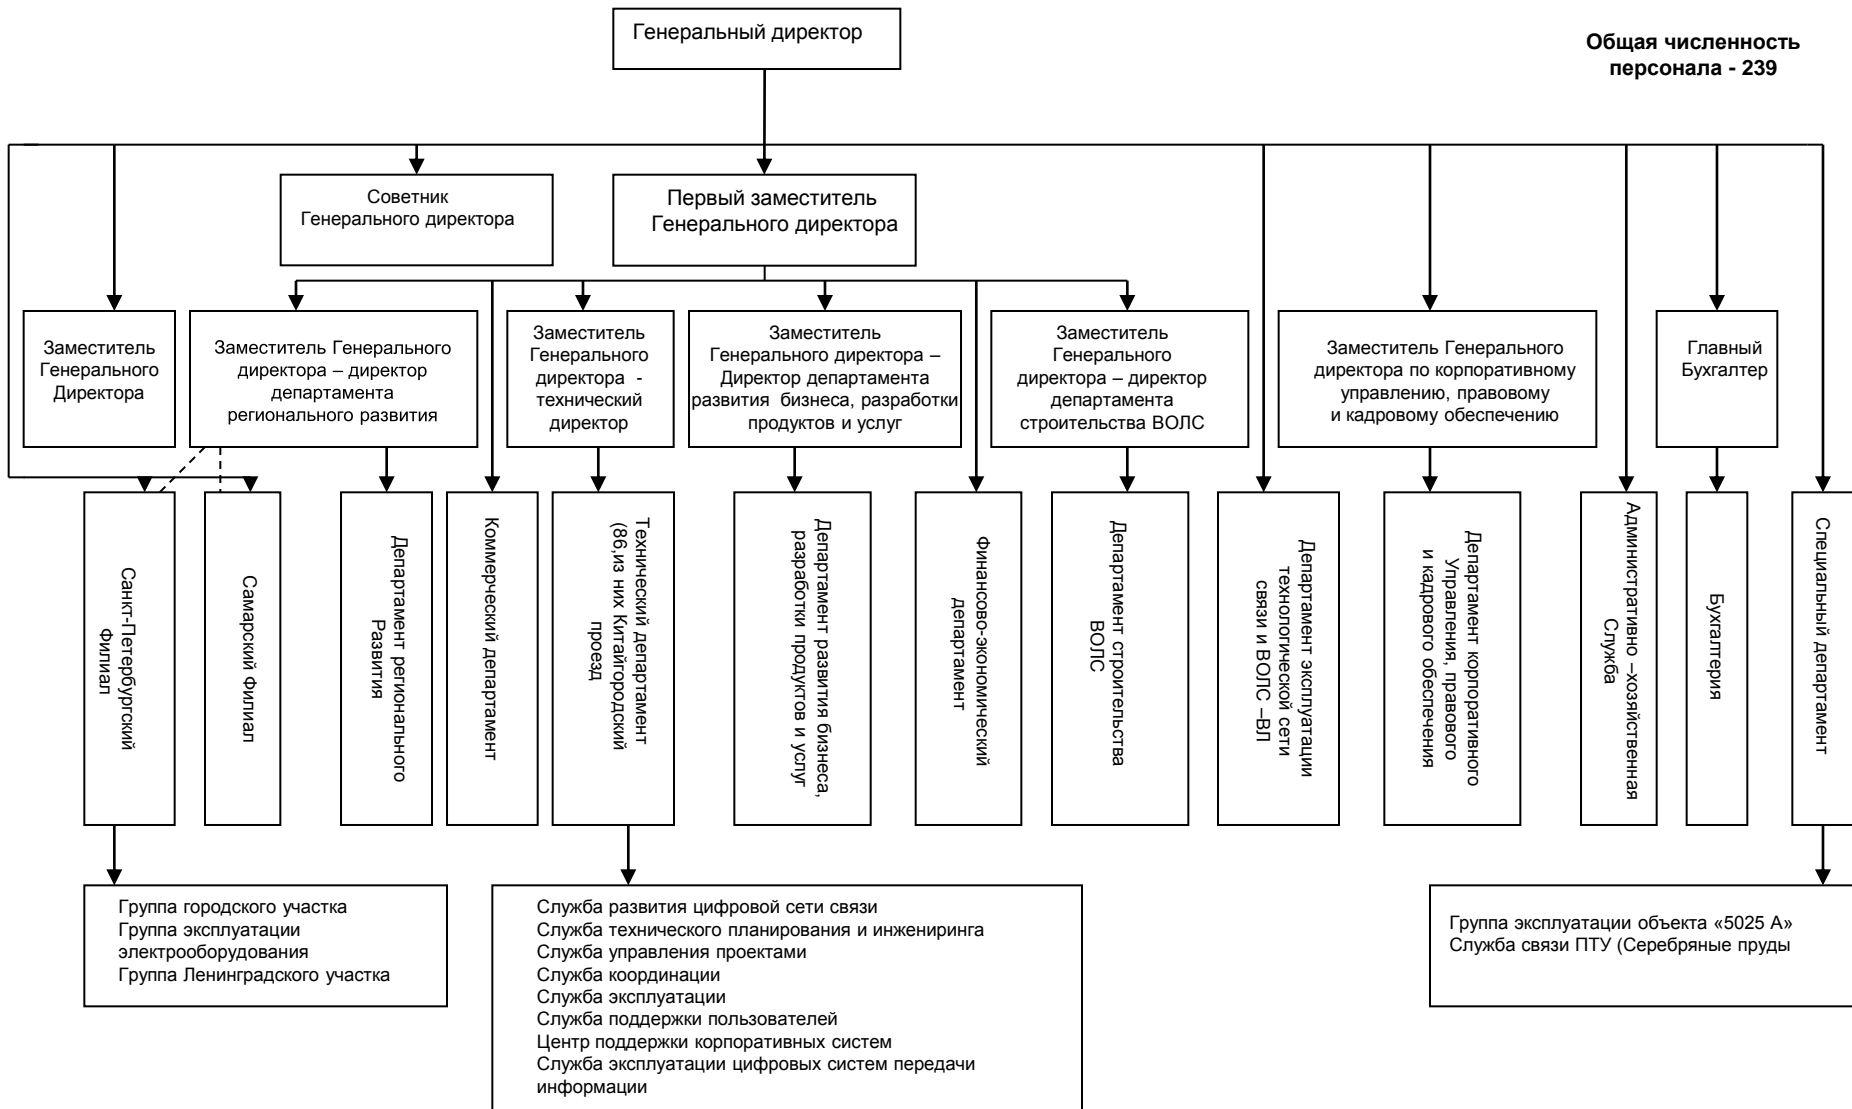 Генеральный директор
Общая численность
персонала - 239
Советник
Генерального директора
Первый заместитель
Генерального директора
Заместитель
Генерального
Директора
Заместитель Генерального
директора – директор
департамента
регионального развития
Заместитель
Генерального
директора -
технический
директор
Заместитель
Генерального директора –
Директор департамента
развития бизнеса, разработки
продуктов и услуг
Заместитель
Генерального
директора – директор
департамента
строительства ВОЛС
Заместитель Генерального
директора по корпоративному
управлению, правовому
и кадровому обеспечению
Главный
Бухгалтер
Санкт-Петербургский
Филиал
Самарский Филиал
Департамент регионального
Развития
Коммерческий департамент
Технический департамент
(86,из них Китайгородский
проезд
Департамент развития бизнеса,
разработки продуктов и услуг
Финансово-экономический
департамент
Департамент строительства
ВОЛС
Департамент эксплуатации
технологической сети
связи и ВОЛС –ВЛ
Департамент корпоративного
Управления, правового
и кадрового обеспечения
Административно –хозяйственная
Служба
Бухгалтерия
Специальный департамент
Группа городского участка
Группа эксплуатации
электрооборудования
Группа Ленинградского участка
Служба развития цифровой сети связи
Служба технического планирования и инжениринга
Служба управления проектами
Служба координации
Служба эксплуатации
Служба поддержки пользователей
Центр поддержки корпоративных систем
Служба эксплуатации цифровых систем передачи
информации
Группа эксплуатации объекта «5025 А»
Служба связи ПТУ (Серебряные пруды